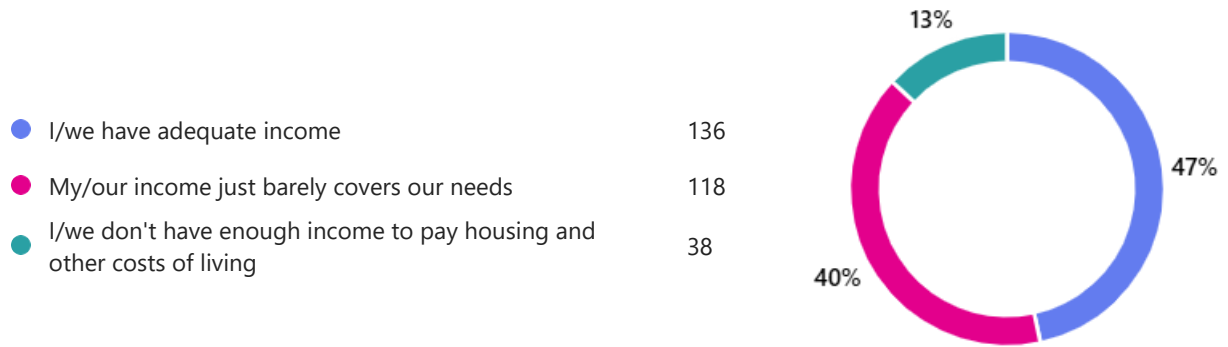 13%
I/we have adequate income 136
47%
My/our income just barely covers our needs 118
I/we don't have enough income to pay housing and
other costs of living 38
40%